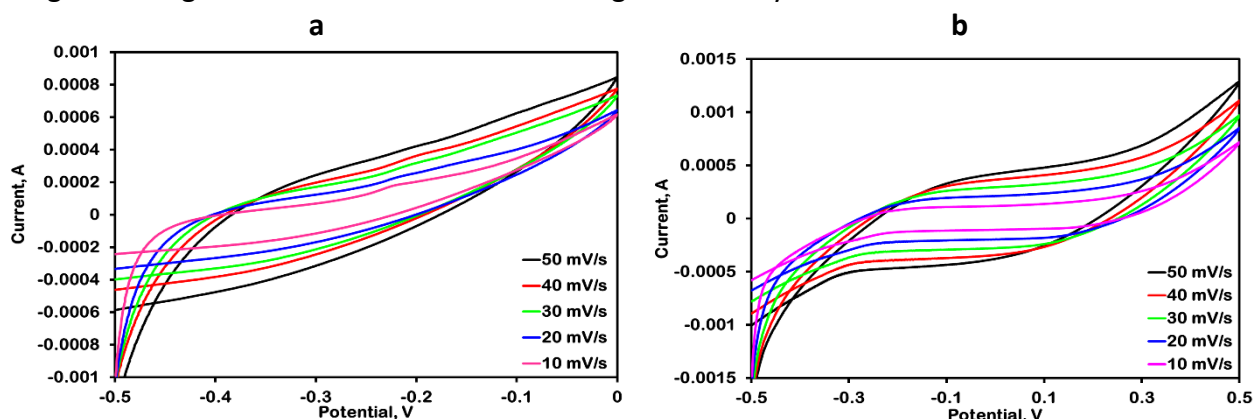 a
0.001
0.0008
0.0006
0.0004
0.0002
0
-0.0002
-0.0004
-0.0006
-0.0008
-0.001
Current, A
-0.5
-0.4
-0.3
-0.2
-0.1
0
Potential, V
50 mV/s
40 mV/s
30 mV/s
20 mV/s
10 mV/s
b
0.0015
0.001
0.0005
0
-0.0005
-0.001
-0.0015
Current, A
-0.5
-0.3
-0.1
0.1
0.3
0.5
Potential, V
50 mV/s
40 mV/s
30 mV/s
20 mV/s
10 mV/s